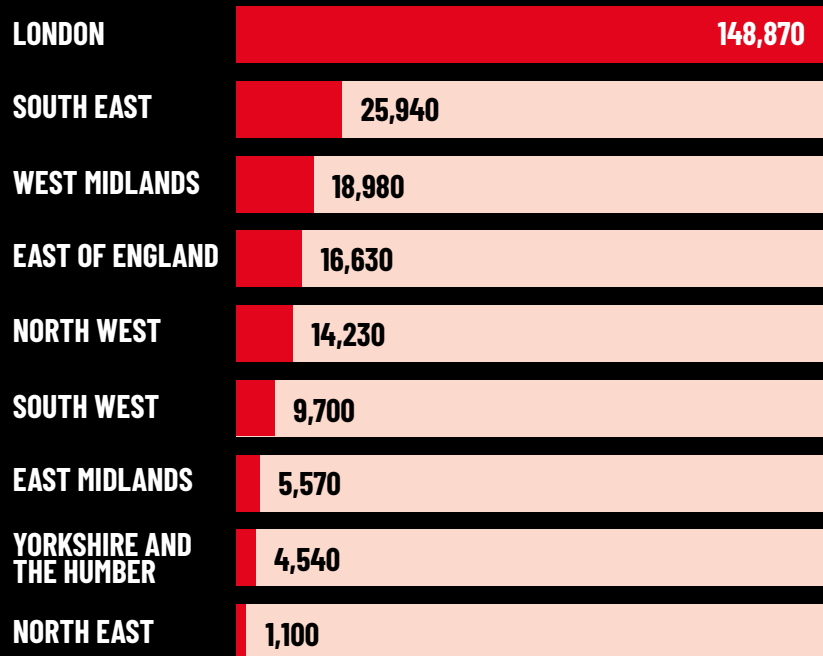 LONDON 148,870
SOUTH EAST 25,940
WEST MIDLANDS 18,980
EAST OF ENGLAND 16,630
NORTH WEST 14,230
SOUTH WEST 9,700
EAST MIDLANDS 5,570
YORKSHIRE AND
THE HUMBER 4,540
NORTH EAST 1,100